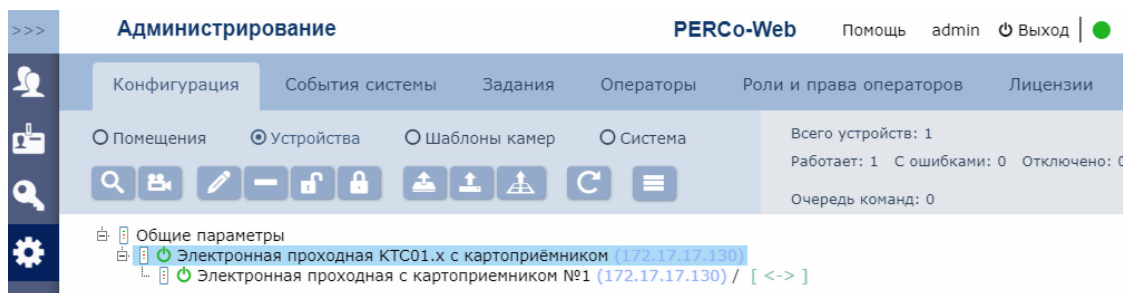 >>> Администрирование PERCo-Web Помощь admin Выход
Конфигурация События системы Задания Операторы Роли и права операторов Лицензии
Помещения Устройства Шаблоны камер Система
Всего устройств: 1
Работает: 1 С ошибками: 0 Отключено: 0
Очередь команд: 0
Общие параметры
Электронная проходная КТС01.x с картоприёмником (172.17.17.130)
Электронная проходная с картоприемником №1 (172.17.17.130) / [ <-> ]